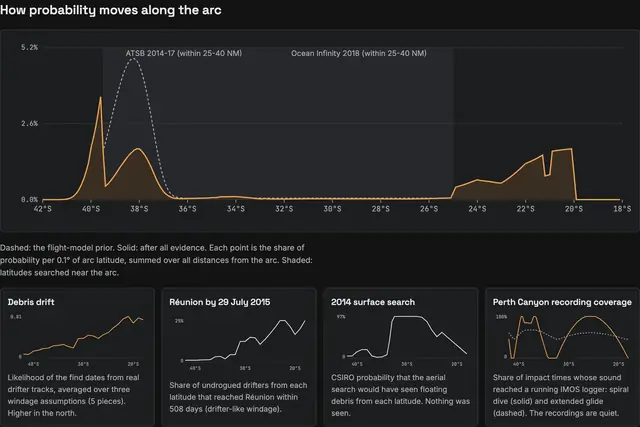 How probability moves along the arc
ATSB 2014-17 (within 25-40 NM)
Ocean Infinity 2018 (within 25-40 NM)
5.2%
2.6%
0.0%
42°S 40°S 38°S 36°S 34°S 32°S 30°S 28°S 26°S 24°S 22°S 20°S 18°S
Dashed: the flight-model prior. Solid: after all evidence. Each point is the share of
probability per 0.1° of arc latitude, summed over all distances from the arc. Shaded:
latitudes searched near the arc.
Debris drift
0
40°S 30°S 20°S
Likelihood of the find dates from real
drifter tracks, averaged over three
windage assumptions (5 pieces).
Higher in the north.
Réunion by 29 July 2015
0
40°S 30°S 20°S
Share of undrogued drifters from each
latitude that reached Réunion within
508 days (drifter-like windage).
2014 surface search
97%
0
40°S 30°S 20°S
CSIRO probability that the aerial
search would have seen floating
debris from each latitude. Nothing was
seen.
Perth Canyon recording coverage
100%
0
40°S 30°S 20°S
Share of impact times whose sound
reached a running IMOS logger: spiral
dive (solid) and extended glide
(dashed). The recordings are quiet.